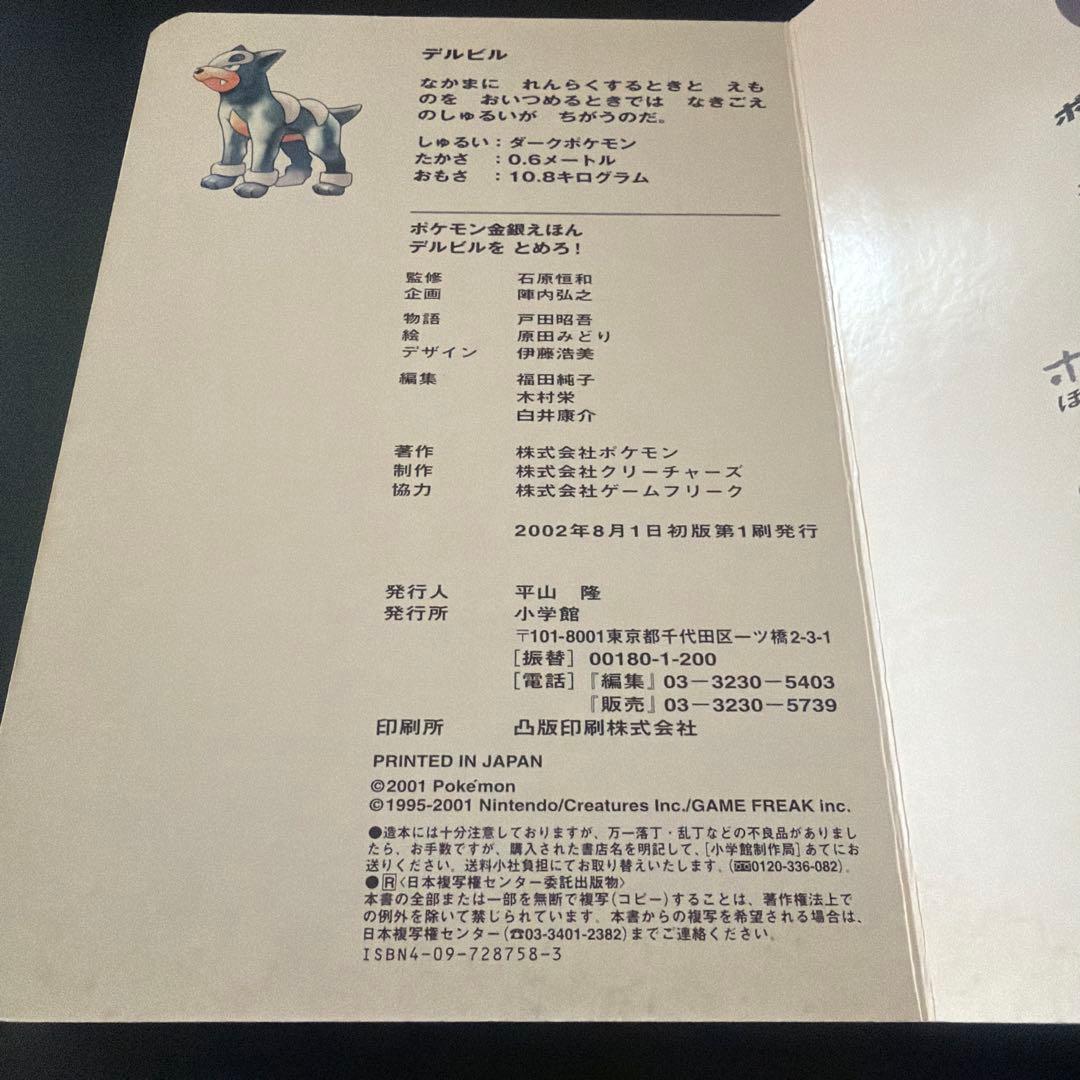 デルビル
なかまに れんらくするときと えも
のを おいつめるときでは なきごえ
のしゅるいが ちがうのだ。
しゅるい：ダークポケモン
たかさ ：0.6メートル
おもさ ：10.8キログラム
ポケモン金銀えほん
デルビルを とめろ！
監修 石原恒和
企画 陣内弘之
物語 戸田昭吾
絵 原田みどり
デザイン 伊藤浩美
編集 福田純子
木村栄
白井康介
著作 株式会社ポケモン
制作 株式会社クリーチャーズ
協力 株式会社ゲームフリーク
2002年8月1日初版第1刷発行
発行人 平山 隆
発行所 小学館
〒101-8001東京都千代田区一ツ橋2-3-1
［振替］00180-1-200
［電話］『編集』03－3230－5403
『販売』03－3230－5739
印刷所 凸版印刷株式会社
PRINTED IN JAPAN
©2001 Pokémon
©1995-2001 Nintendo/Creatures Inc./GAME FREAK inc.
●造本には十分注意しておりますが、万一落丁・乱丁などの不良品がありまし
たら、お手数ですが、購入された書店名を明記して、［小学館制作局］あてにお
送りください。送料小社負担にてお取り替えいたします。（0120-336-082）。
●R〈日本複写権センター委託出版物〉
本書の全部または一部を無断で複写（コピー）することは、著作権法上で
の例外を除いて禁じられています。本書からの複写を希望される場合は、
日本複写権センター（☎03-3401-2382）までご連絡ください。
ISBN4-09-728758-3